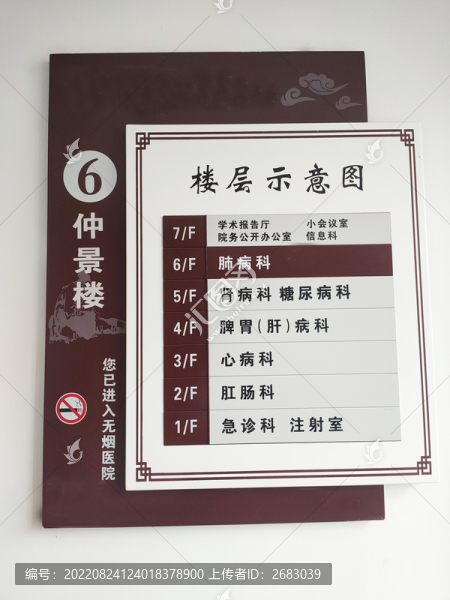 6
仲景楼
您已进入无烟医院
楼层示意图
7/F 学术报告厅 小会议室
院务公开办公室 信息科
6/F 肺病科
5/F 肾病科 糖尿病科
4/F 脾胃(肝)病科
3/F 心病科
2/F 肛肠科
1/F 急诊科 注射室
编号：20220824124018378900 上传者ID：2683039